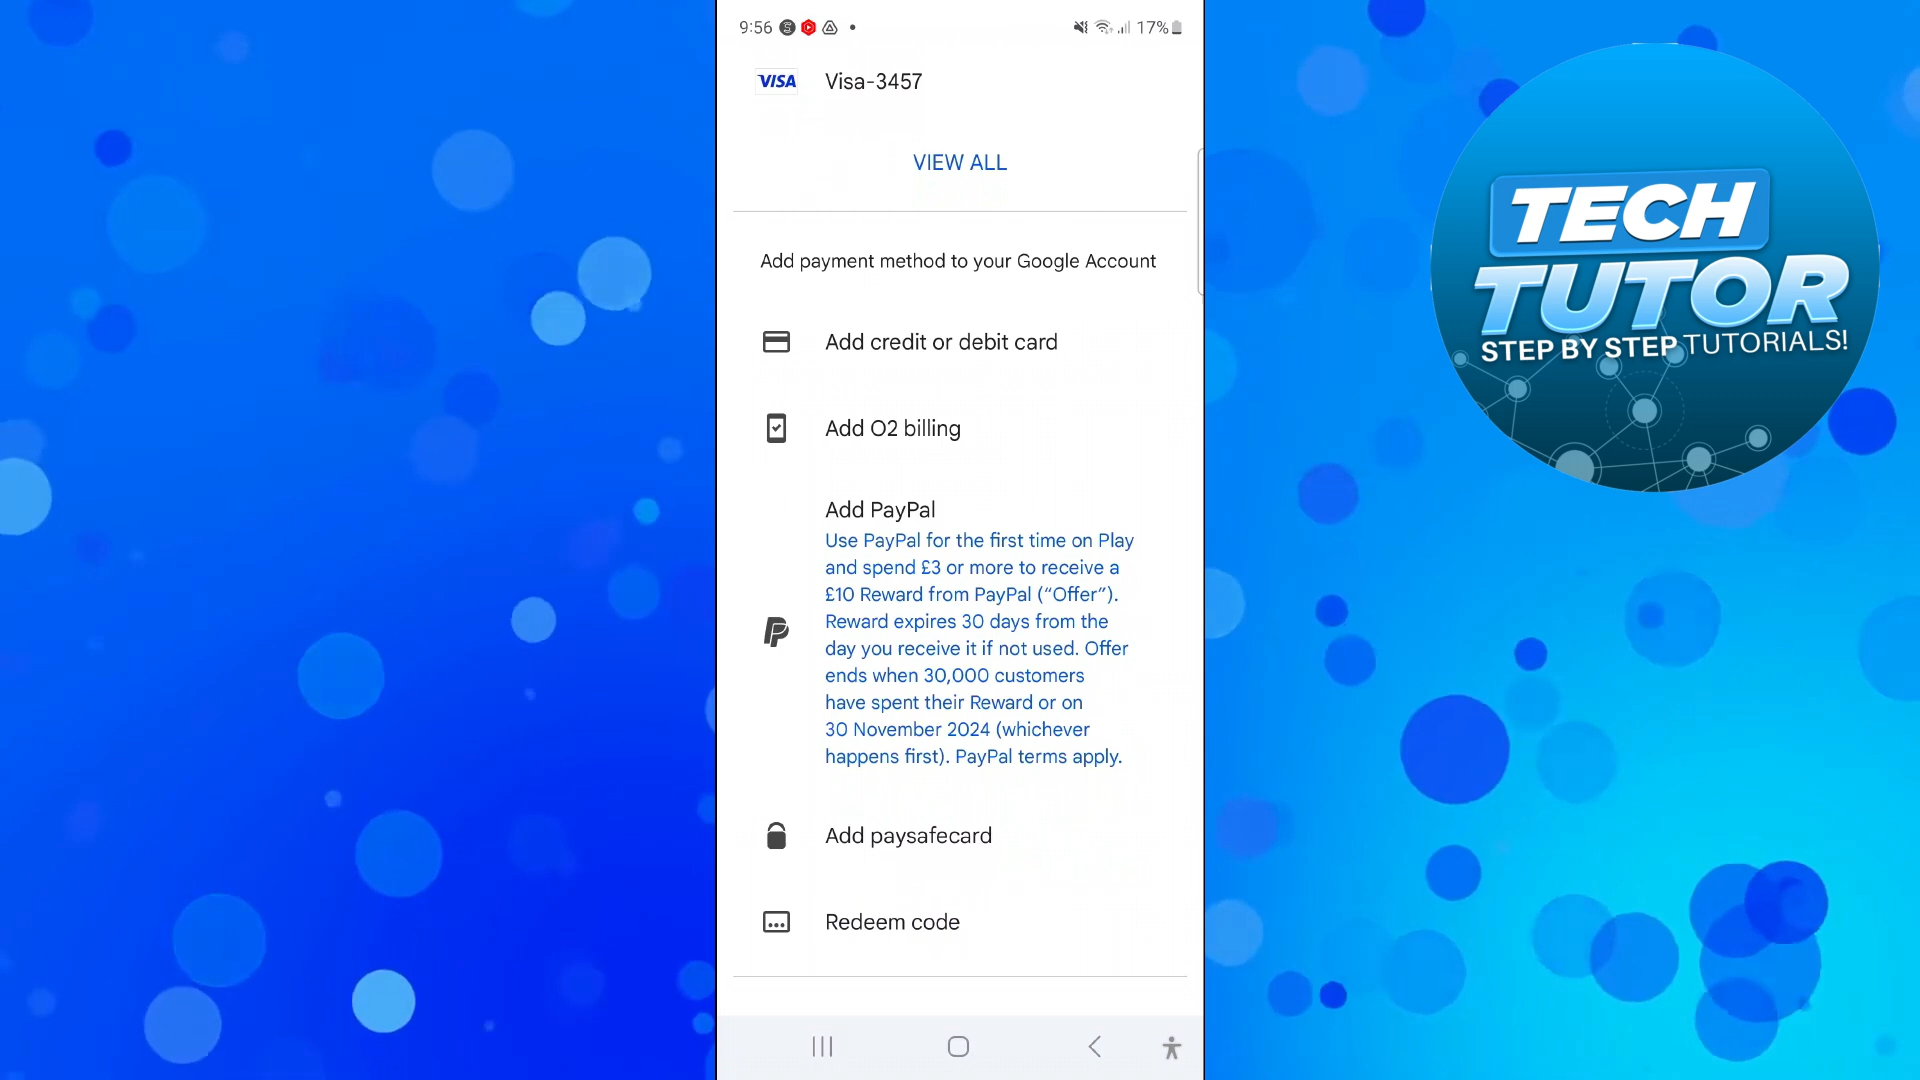 9:56
17%
VISA Visa-3457
VIEW ALL
Add payment method to your Google Account
Add credit or debit card
Add O2 billing
Add PayPal
Use PayPal for the first time on Play
and spend £3 or more to receive a
£10 Reward from PayPal (“Offer”).
Reward expires 30 days from the
day you receive it if not used. Offer
ends when 30,000 customers
have spent their Reward or on
30 November 2024 (whichever
happens first). PayPal terms apply.
Add paysafecard
Redeem code
TECH
TUTOR
STEP BY STEP TUTORIALS!